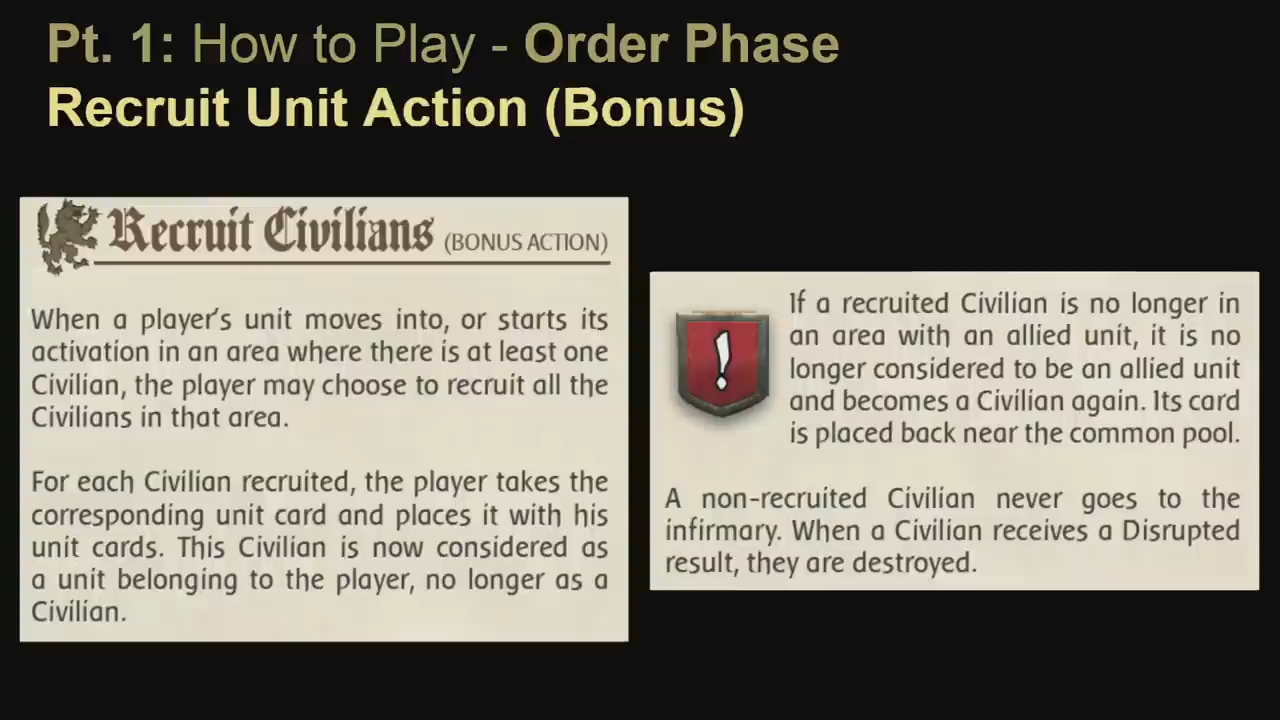 Pt. 1: How to Play - Order Phase
Recruit Unit Action (Bonus)
Recruit Civilians (BONUS ACTION)
When a player's unit moves into, or starts its
activation in an area where there is at least one
Civilian, the player may choose to recruit all the
Civilians in that area.
For each Civilian recruited, the player takes the
corresponding unit card and places it with his
unit cards. This Civilian is now considered as
a unit belonging to the player, no longer as a
Civilian.
If a recruited Civilian is no longer in
an area with an allied unit, it is no
longer considered to be an allied unit
and becomes a Civilian again. Its card
is placed back near the common pool.
A non-recruited Civilian never goes to the
infirmary. When a Civilian receives a Disrupted
result, they are destroyed.